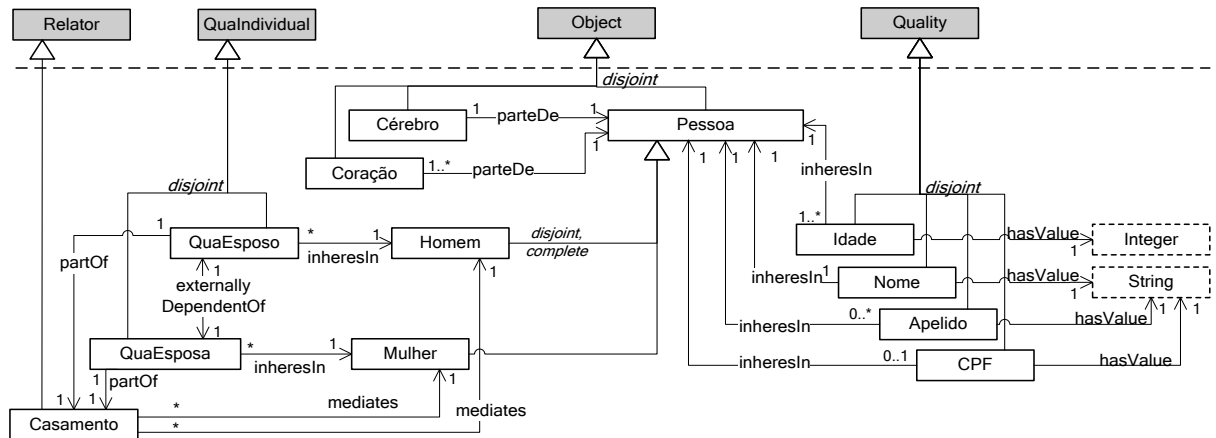 Relator
QuaIndividual
Object
Quality
disjoint
Cérebro
1
parteDe
1
Pessoa
1
1
Coração
1..*
parteDe
1
1
1
1
inheresIn
disjoint
disjoint
1
QuaEsposo
*
inheresIn
1
Homem
disjoint,
complete
1..*
Idade
hasValue
1
Integer
partOf
1
externally
DependentOf
1
1
inheresIn
1
Nome
hasValue
1
String
1
1
inheresIn
0..*
Apelido
hasValue
QuaEsposa
*
inheresIn
1
Mulher
inheresIn
0..1
CPF
hasValue
1
partOf
1
1
1
Casamento
*
mediates
*
mediates